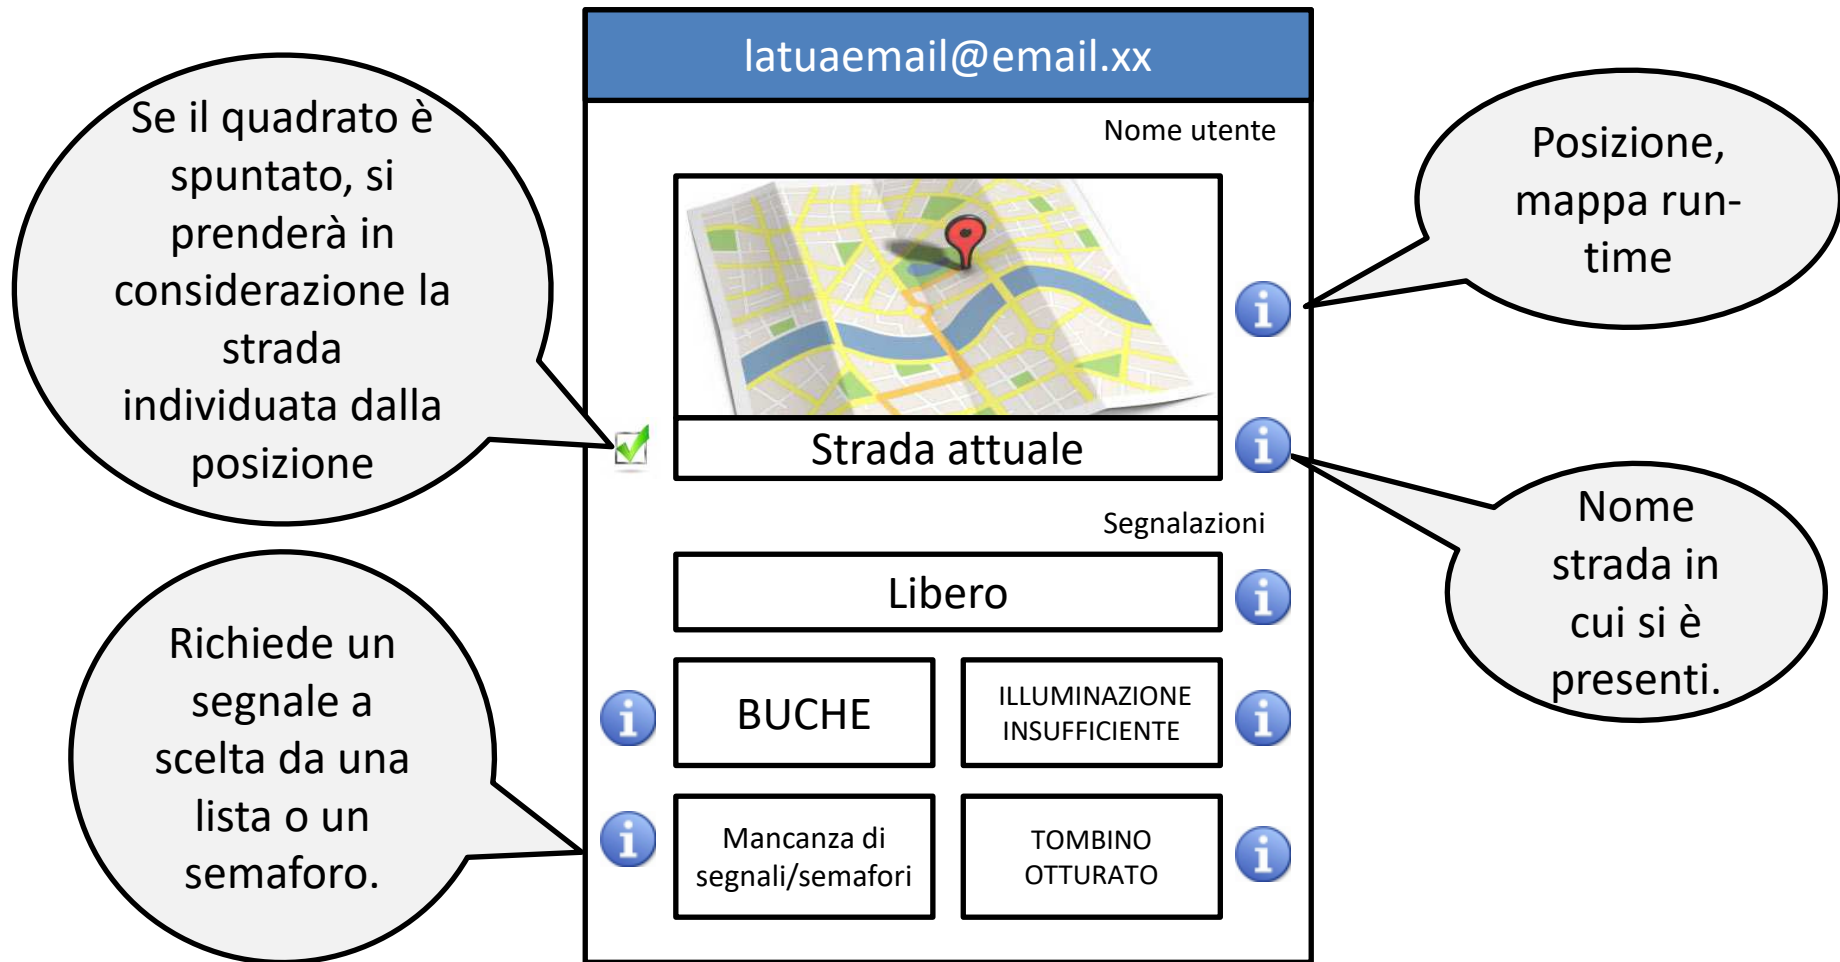 latuaemail@email.xx
Nome utente
Se il quadrato è
spuntato, si
prenderà in
considerazione la
strada
individuata dalla
posizione
Posizione,
mappa run-
time
Strada attuale
Nome
strada in
cui si è
presenti.
Segnalazioni
Libero
BUCHE
ILLUMINAZIONE
INSUFFICIENTE
Richiede un
segnale a
scelta da una
lista o un
semaforo.
Mancanza di
segnali/semafori
TOMBINO
OTTURATO